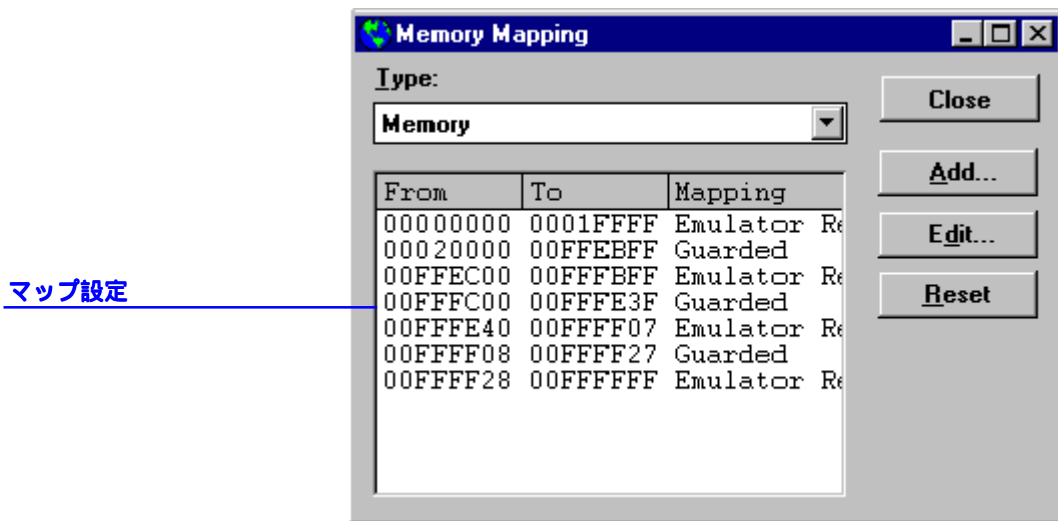 Memory Mapping
Type:
Memory
Close
Add...
Edit...
Reset
From To Mapping
00000000 0001FFFF Emulator Re
00020000 00FFEBFF Guarded
00FFEC00 00FFFBFF Emulator Re
00FFFC00 00FFFE3F Guarded
00FFFE40 00FFFF07 Emulator Re
00FFFF08 00FFFF27 Guarded
00FFFF28 00FFFFFF Emulator Re
マップ設定